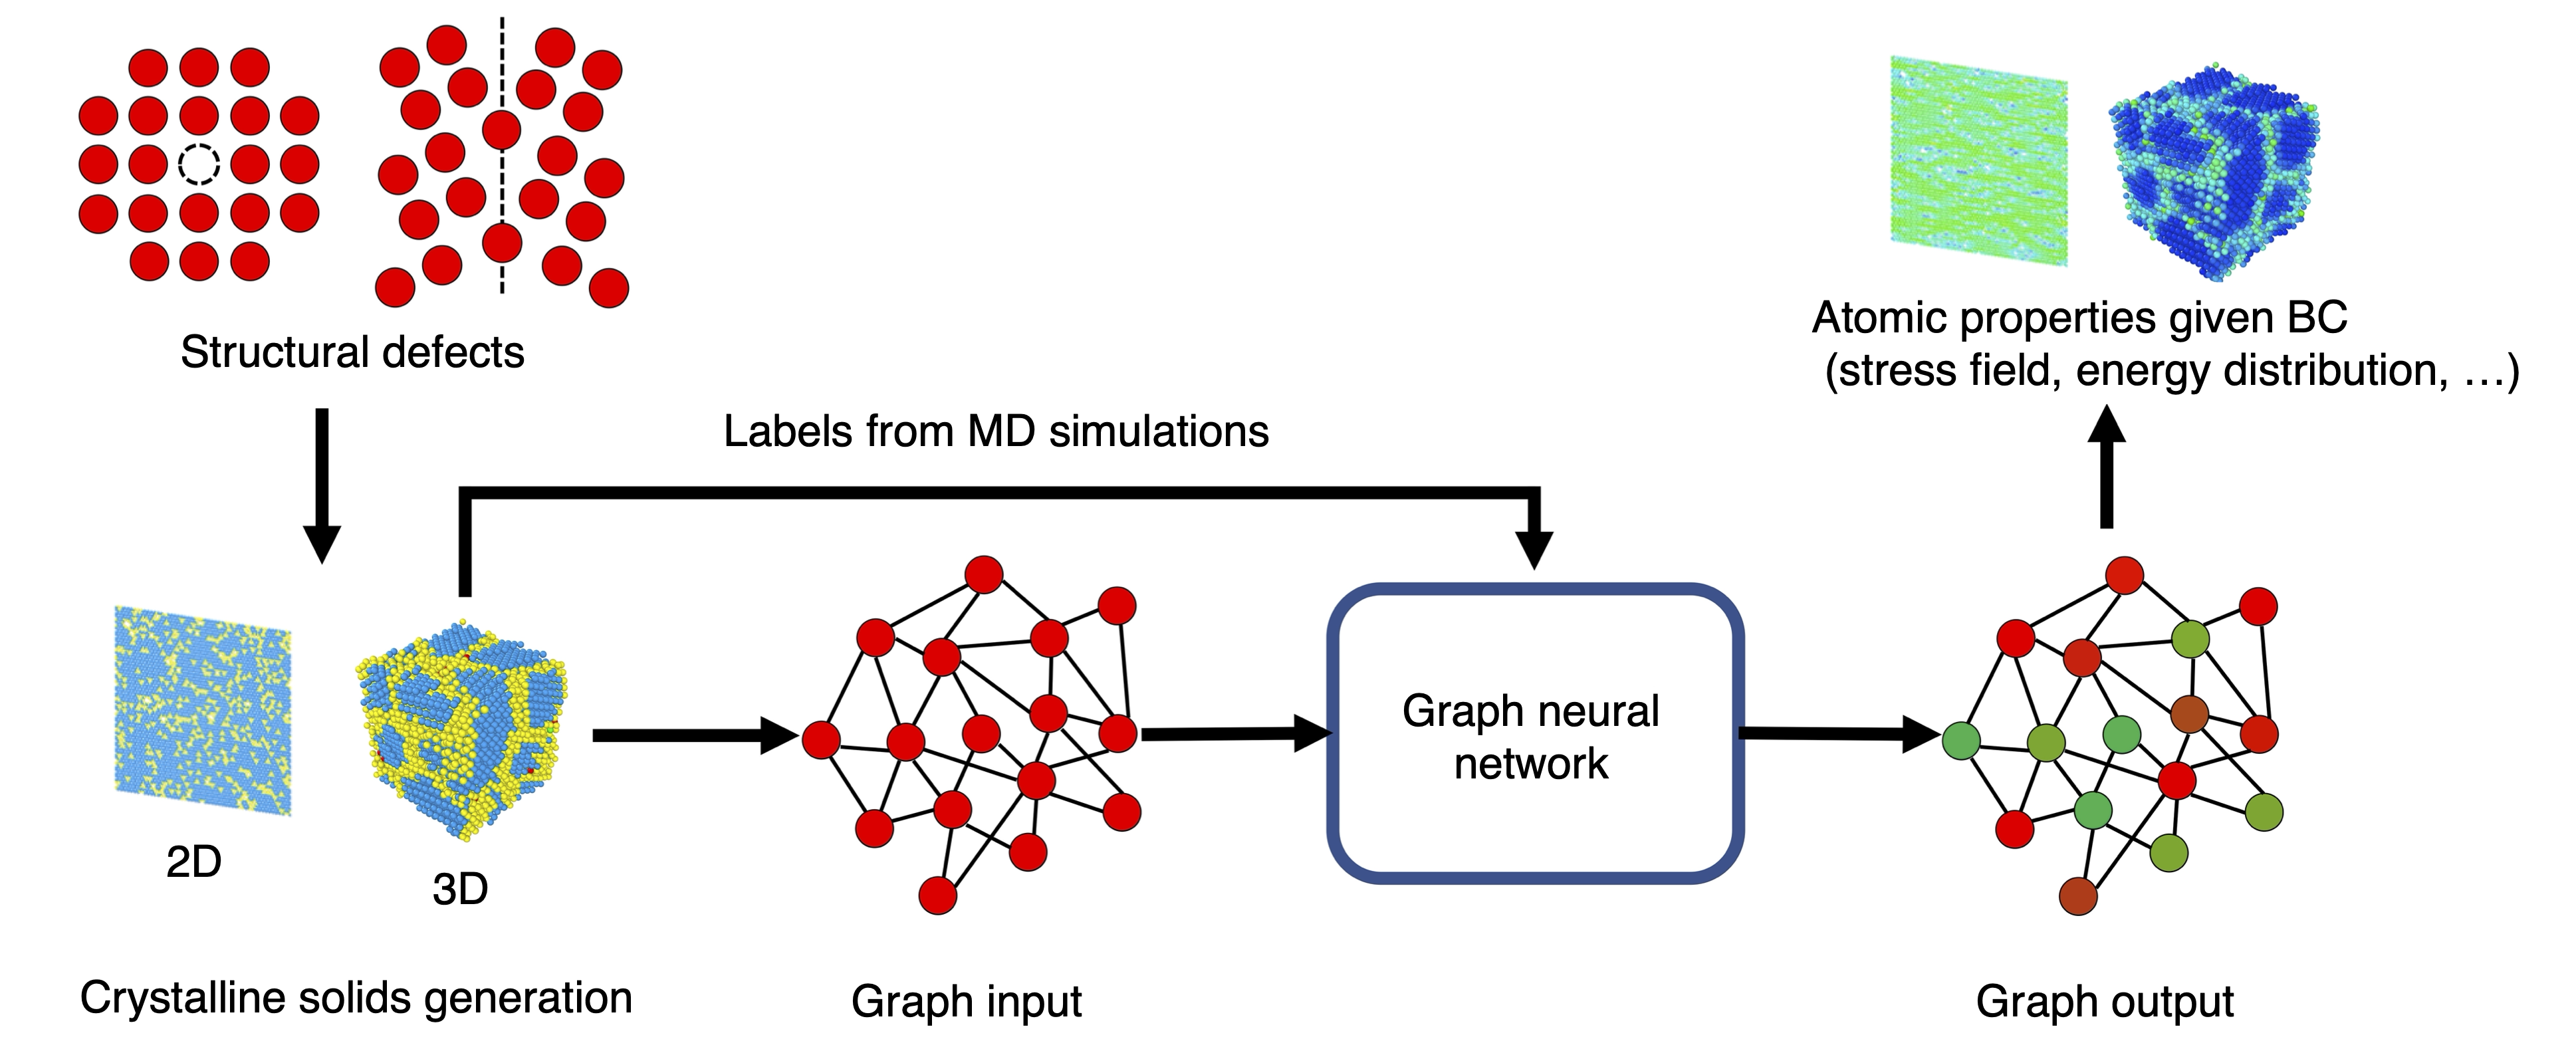 Structural defects
Atomic properties given BC
(stress field, energy distribution, …)
Labels from MD simulations
Graph neural
network
2D
3D
Crystalline solids generation
Graph input
Graph output